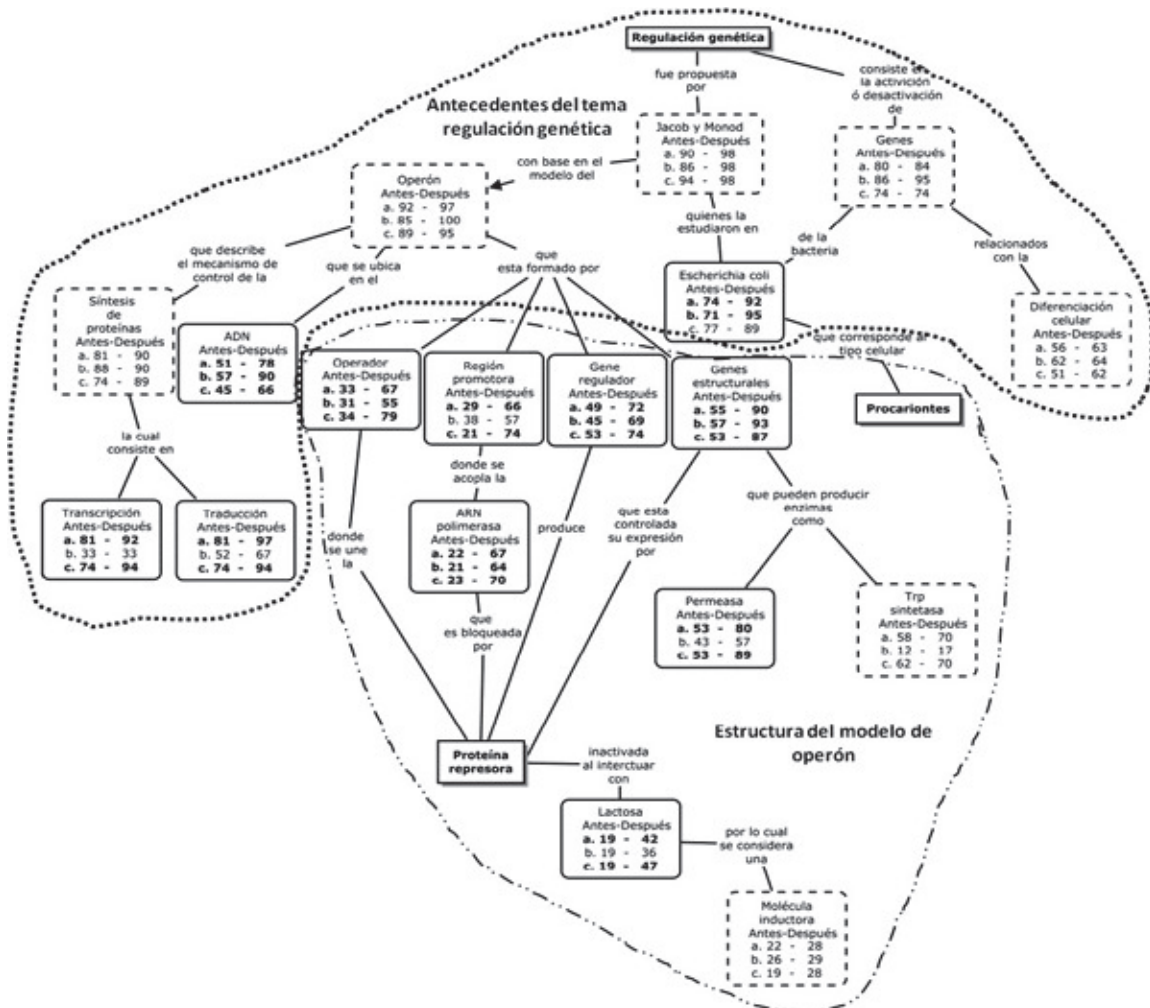 Regulación genética
fue propuesta
por
consiste en
la activición
ó desactivación
de
Antecedentes del tema
regulación genética
Jacob y Monod
Antes-Después
a. 90 - 98
b. 86 - 98
c. 94 - 98
Genes
Antes-Después
a. 80 - 84
b. 86 - 95
c. 74 - 74
con base en el
modelo del
Operón
Antes-Después
a. 92 - 97
b. 85 - 100
c. 89 - 95
quienes la
estudiaron en
de la
bacteria
relacionados
con la
que describe
el mecanismo de
control de la
que se ubica
en el
que
esta formado por
Escherichia coli
Antes-Después
a. 74 - 92
b. 71 - 95
c. 77 - 89
Síntesis
de
proteínas
Antes-Después
a. 81 - 90
b. 88 - 90
c. 74 - 89
ADN
Antes-Después
a. 51 - 78
b. 57 - 90
c. 45 - 66
Diferenciación
celular
Antes-Después
a. 56 - 63
b. 62 - 64
c. 51 - 62
que corresponde al
tipo celular
Operador
Antes-Después
a. 33 - 67
b. 31 - 55
c. 34 - 79
Región
promotora
Antes-Después
a. 29 - 66
b. 38 - 57
c. 21 - 74
Gene
regulador
Antes-Después
a. 49 - 72
b. 45 - 69
c. 53 - 74
Genes
estructurales
Antes-Después
a. 55 - 90
b. 57 - 93
c. 53 - 87
Procariontes
la cual
consiste en
donde se
acopla la
que pueden producir
enzimas
como
Transcripción
Antes-Después
a. 81 - 92
b. 33 - 33
c. 74 - 94
Traducción
Antes-Después
a. 81 - 97
b. 52 - 67
c. 74 - 94
donde
se une
la
ARN
polimerasa
Antes-Después
a. 22 - 67
b. 21 - 64
c. 23 - 70
produce
que esta
controlada
su expresión
por
Permeasa
Antes-Después
a. 53 - 80
b. 43 - 57
c. 53 - 89
Trp
sintetasa
Antes-Después
a. 58 - 70
b. 12 - 17
c. 62 - 70
que
es bloqueada
por
Estructura del modelo de
operón
Proteína
represora
inactivada
al interctuar
con
Lactosa
Antes-Después
a. 19 - 42
b. 19 - 36
c. 19 - 47
por lo cual
se considera
una
Molécula
inductora
Antes-Después
a. 22 - 28
b. 26 - 29
c. 19 - 28